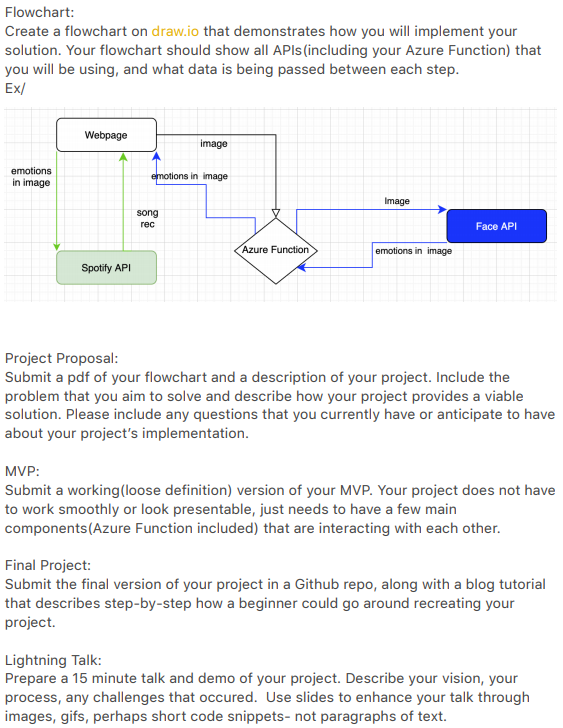 Flowchart:
Create a flowchart on draw.io that demonstrates how you will implement your
solution. Your flowchart should show all APIs(including your Azure Function) that
you will be using, and what data is being passed between each step.
Ex/
Webpage
image
emotions
in image
emotions in image
song
rec
Image
Face API
Azure Function
emotions in image
Spotify API
Project Proposal:
Submit a pdf of your flowchart and a description of your project. Include the
problem that you aim to solve and describe how your project provides a viable
solution. Please include any questions that you currently have or anticipate to have
about your project’s implementation.
MVP:
Submit a working(loose definition) version of your MVP. Your project does not have
to work smoothly or look presentable, just needs to have a few main
components(Azure Function included) that are interacting with each other.
Final Project:
Submit the final version of your project in a Github repo, along with a blog tutorial
that describes step-by-step how a beginner could go around recreating your
project.
Lightning Talk:
Prepare a 15 minute talk and demo of your project. Describe your vision, your
process, any challenges that occured.  Use slides to enhance your talk through
images, gifs, perhaps short code snippets- not paragraphs of text.